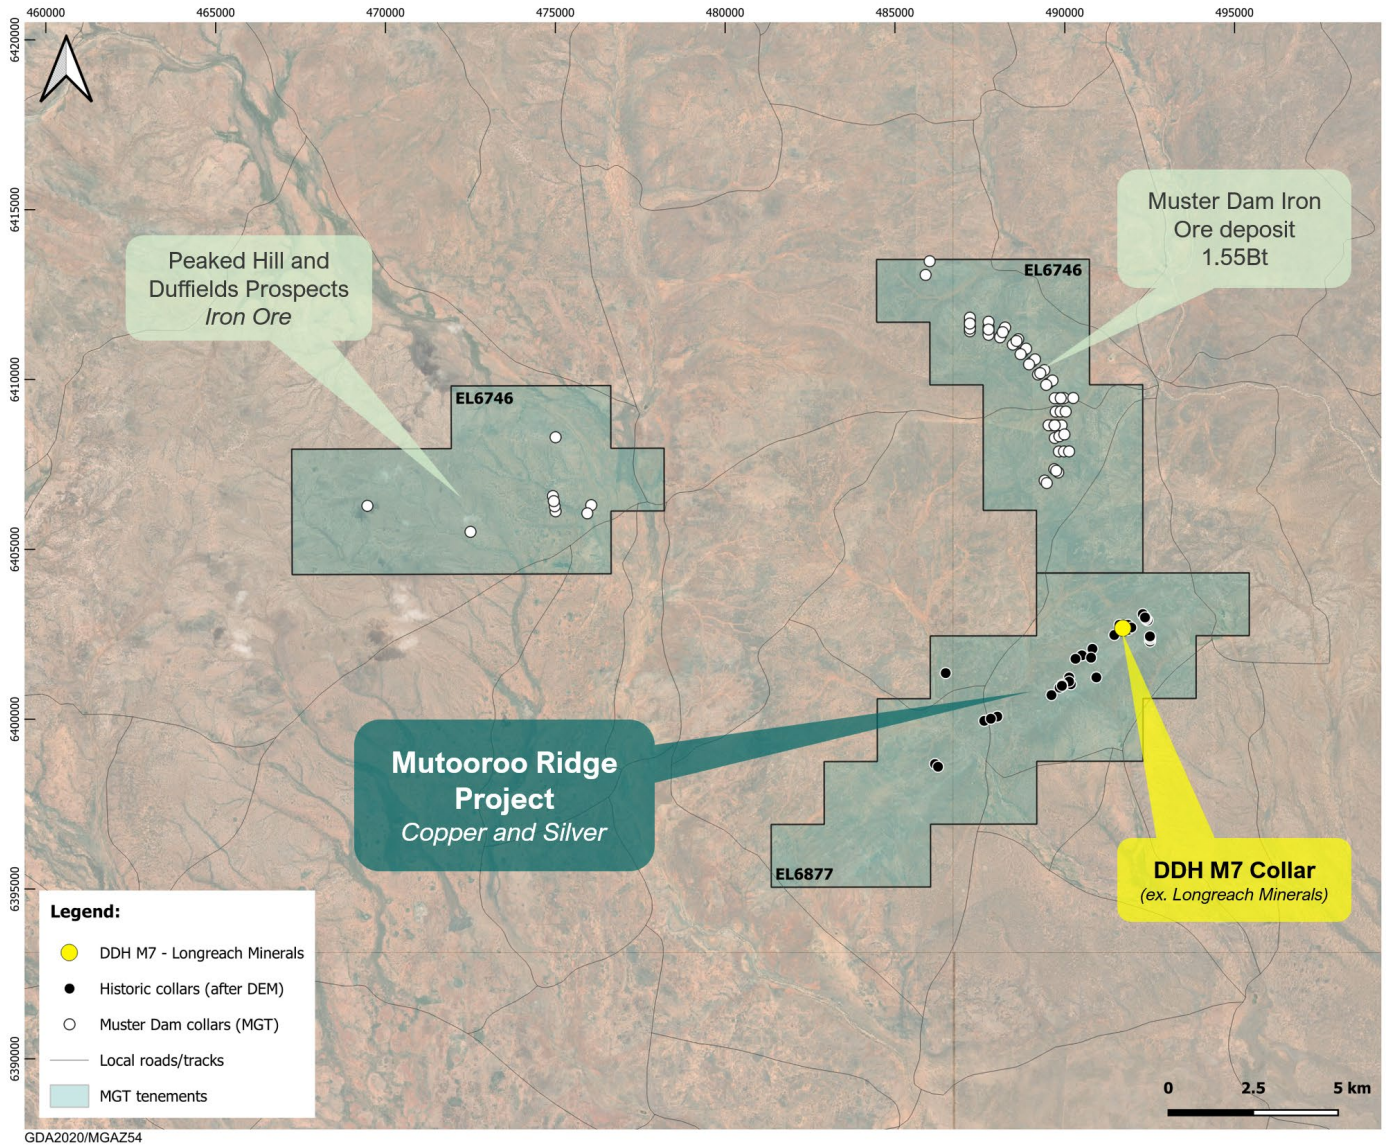 460000
465000
470000
475000
480000
485000
490000
495000
6420000
6415000
6410000
6405000
6400000
6395000
6390000
Muster Dam Iron
Ore deposit
1.55Bt
Peaked Hill and
Duffields Prospects
Iron Ore
EL6746
EL6746
Mutooroo Ridge
Project
Copper and Silver
DDH M7 Collar
(ex. Longreach Minerals)
EL6877
Legend:
DDH M7 - Longreach Minerals
Historic collars (after DEM)
Muster Dam collars (MGT)
Local roads/tracks
MGT tenements
0 2.5 5 km
GDA2020/MGAZ54